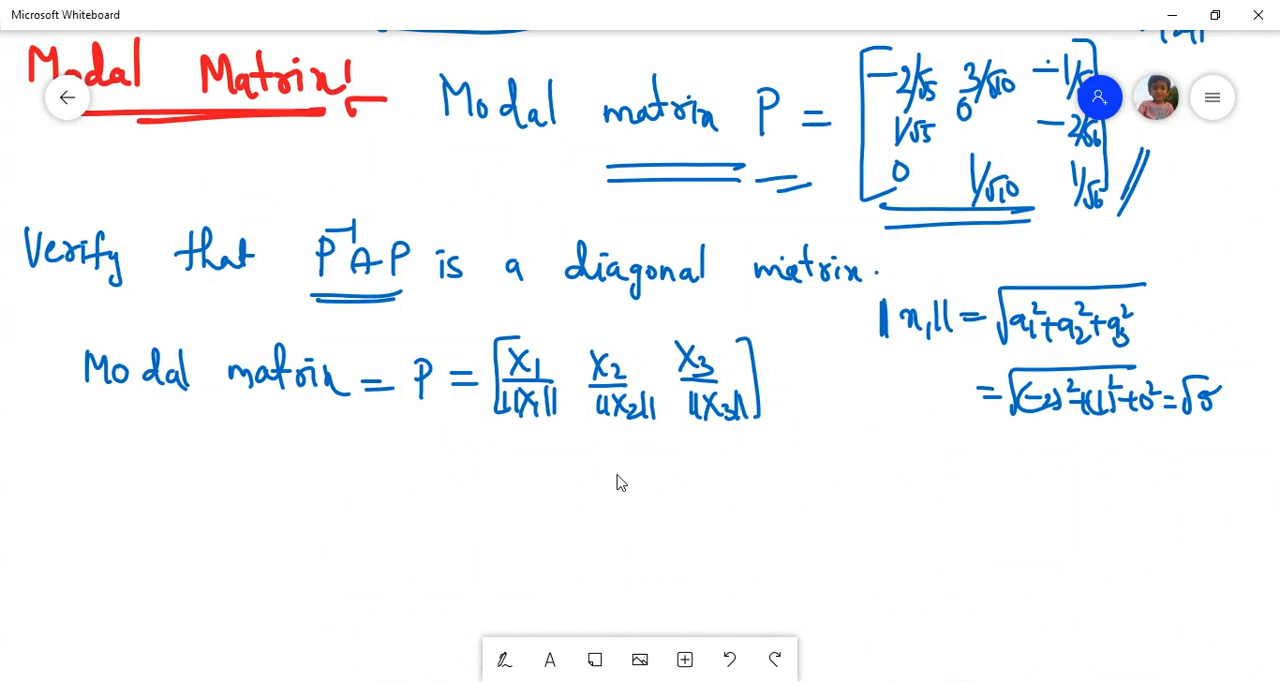 Microsoft Whiteboard
Modal Matrix:
Modal matrix P = [-2/√5 3/√10 -1/√6
1/√5 0 -2/√6
0 1/√10 1/√6]
Verify that P⁻¹AP is a diagonal matrix.
||x₁|| = √a₁²+a₂²+a₃²
= √(-2)²+(1)²+0² = √5
Modal matrix = P = [X₁/||X₁|| X₂/||X₂|| X₃/||X₃||]
A